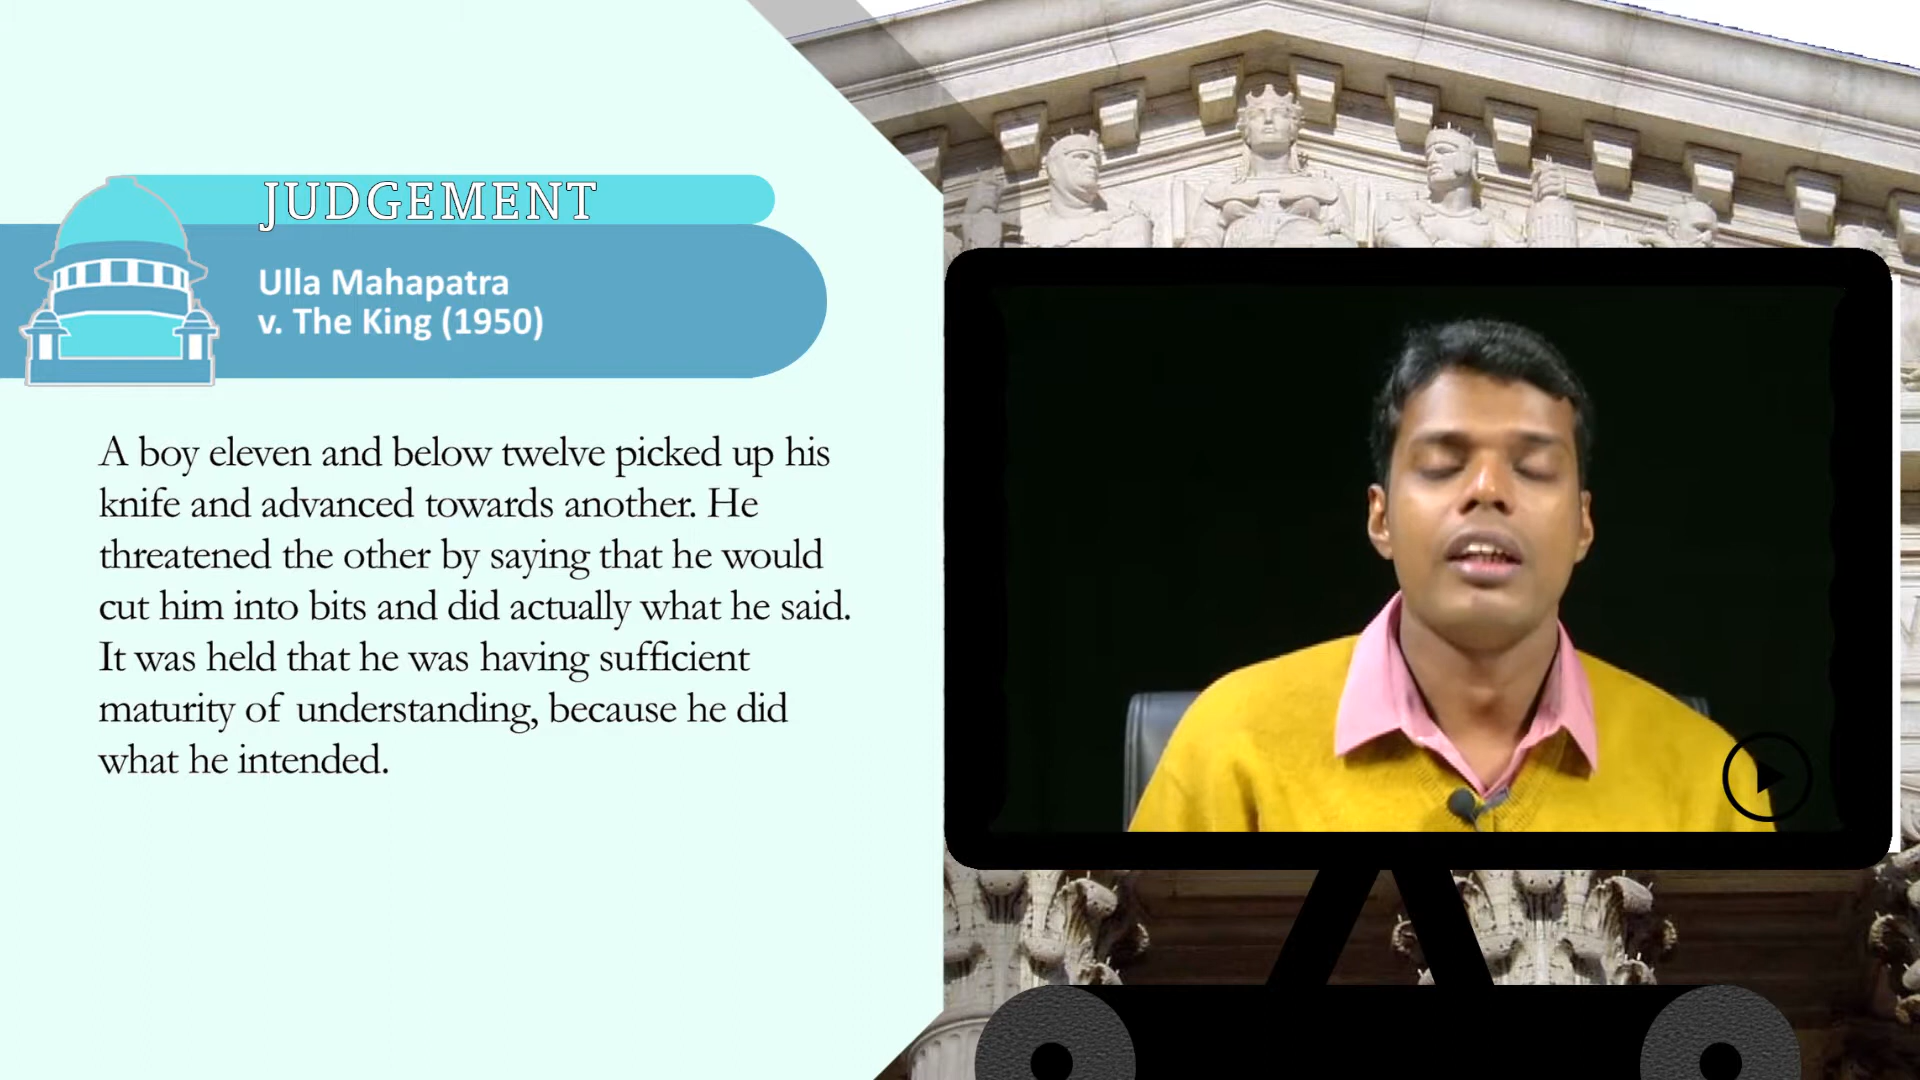 JUDGEMENT
Ulla Mahapatra
v. The King (1950)
A boy eleven and below twelve picked up his
knife and advanced towards another. He
threatened the other by saying that he would
cut him into bits and did actually what he said.
It was held that he was having sufficient
maturity of understanding, because he did
what he intended.